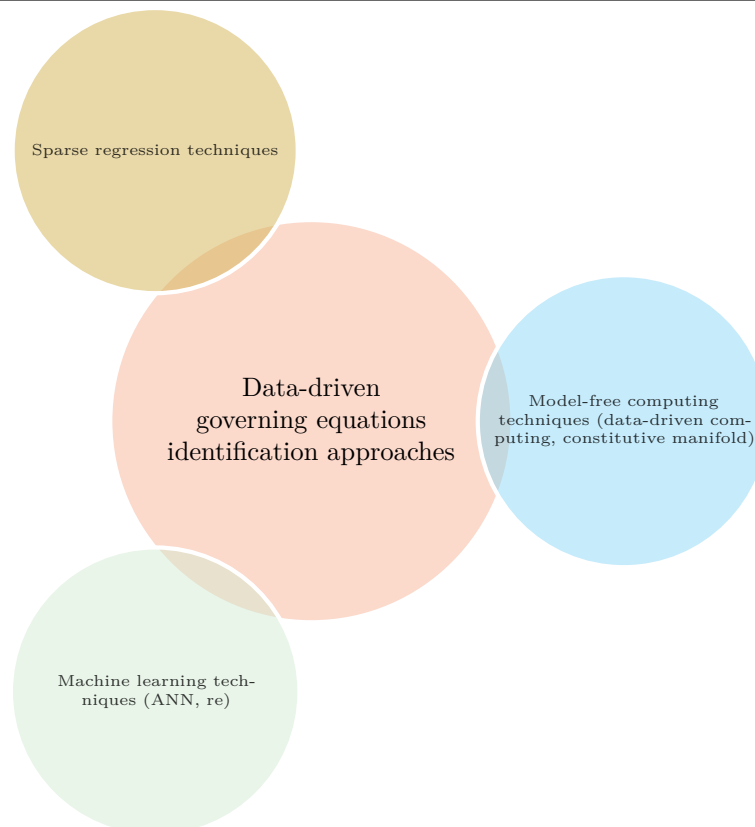 Sparse regression techniques
Data-driven
governing equations
identification approaches
Model-free computing
techniques (data-driven com-
puting, constitutive manifold)
Machine learning tech-
niques (ANN, re)